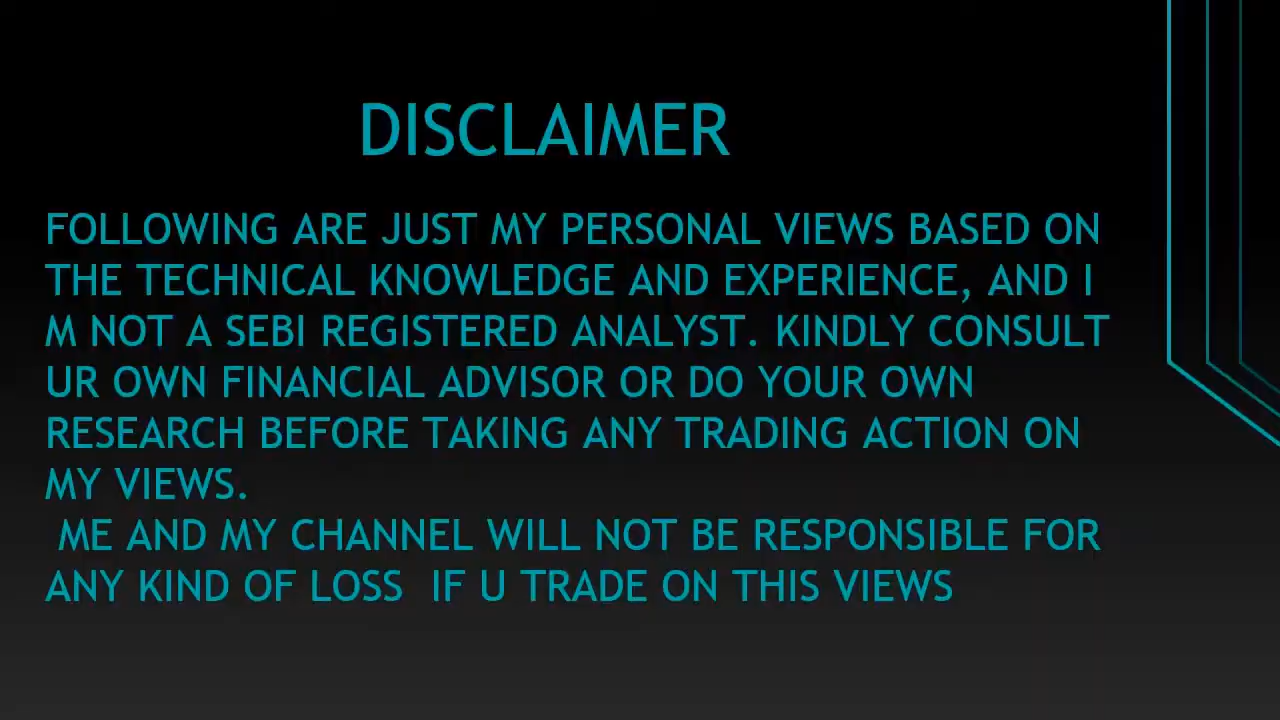 DISCLAIMER
FOLLOWING ARE JUST MY PERSONAL VIEWS BASED ON
THE TECHNICAL KNOWLEDGE AND EXPERIENCE, AND I
M NOT A SEBI REGISTERED ANALYST. KINDLY CONSULT
UR OWN FINANCIAL ADVISOR OR DO YOUR OWN
RESEARCH BEFORE TAKING ANY TRADING ACTION ON
MY VIEWS.
ME AND MY CHANNEL WILL NOT BE RESPONSIBLE FOR
ANY KIND OF LOSS  IF U TRADE ON THIS VIEWS